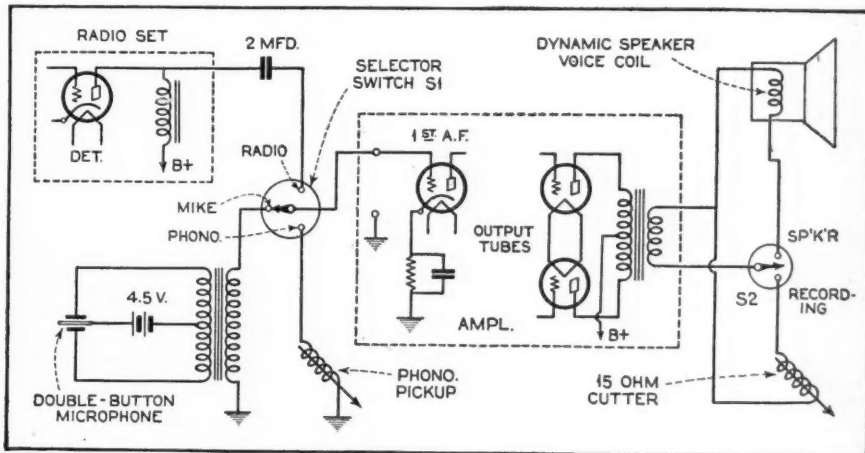 RADIO SET
2 MFD.
SELECTOR
SWITCH S1
DYNAMIC SPEAKER
VOICE COIL
DET.
B+
RADIO
MIKE
PHONO.
1ST. A.F.
OUTPUT
TUBES
AMPL.
B+
SP'K'R
S2
RECORD-
ING
4.5 V.
DOUBLE-BUTTON
MICROPHONE
PHONO.
PICKUP
15 OHM
CUTTER